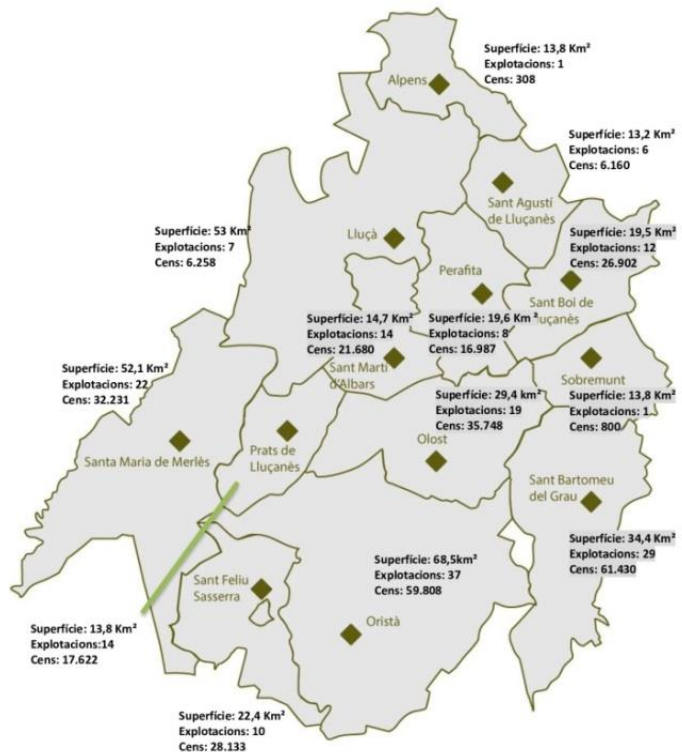 Superfície: 13,8 Km²
Explotacions: 1
Cens: 308
Alpens
Superfície: 13,2 Km²
Explotacions: 6
Cens: 6.160
Sant Agustí
de Lluçanès
Superfície: 53 Km²
Explotacions: 7
Cens: 6.258
Lluçà
Superfície: 19,5 Km²
Explotacions: 12
Cens: 26.902
Sant Boi de
Lluçanès
Perafita
Superfície: 19,6 Km²
Explotacions: 8
Cens: 16.987
Superfície: 14,7 Km²
Explotacions: 14
Cens: 21.680
Sant Martí
d'Albars
Superfície: 52,1 Km²
Explotacions: 22
Cens: 32.231
Santa Maria de Merlès
Sobremunt
Superfície: 13,8 Km²
Explotacions: 1
Cens: 800
Superfície: 29,4 km²
Explotacions: 19
Cens: 35.748
Olost
Prats de
Lluçanès
Sant Bartomeu
del Grau
Superfície: 34,4 Km²
Explotacions: 29
Cens: 61.430
Superfície: 68,5km²
Explotacions: 37
Cens: 59.808
Oristà
Sant Feliu
Sasserra
Superfície: 13,8 Km²
Explotacions:14
Cens: 17.622
Superfície: 22,4 Km²
Explotacions: 10
Cens: 28.133